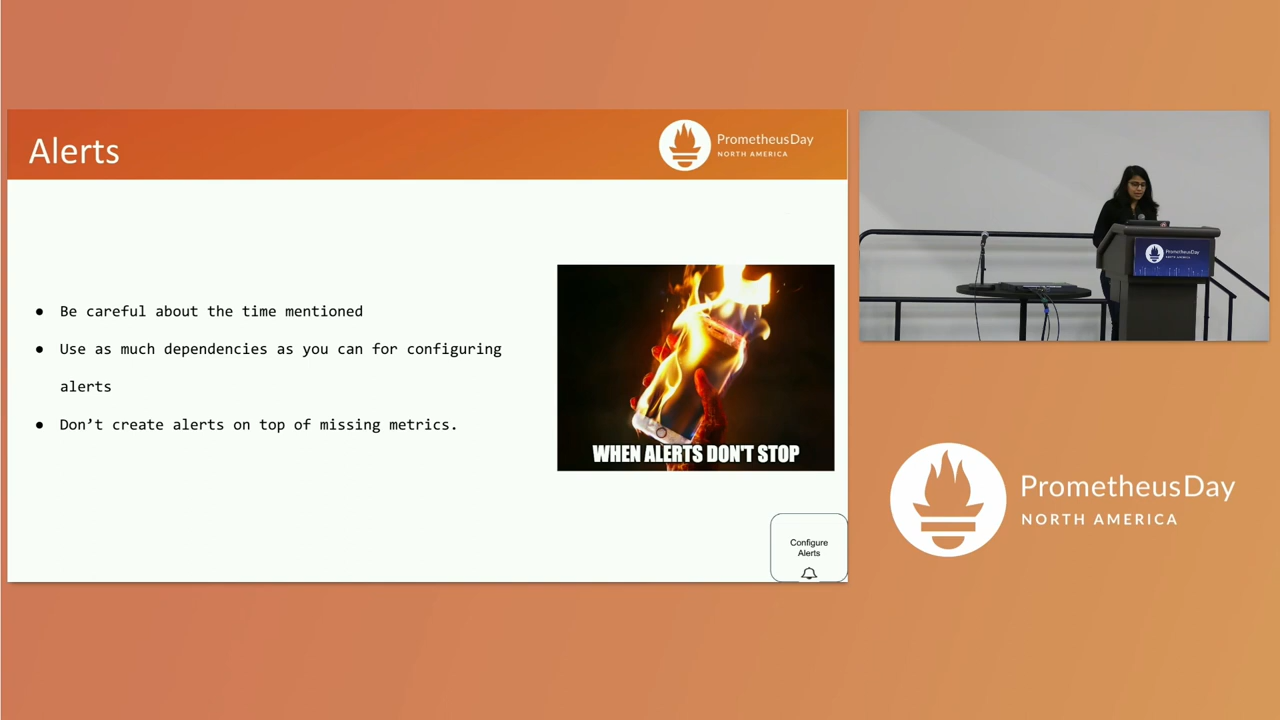 Alerts
PrometheusDay
NORTH AMERICA
● Be careful about the time mentioned
● Use as much dependencies as you can for configuring
alerts
● Don’t create alerts on top of missing metrics.
WHEN ALERTS DON'T STOP
Configure
Alerts
PrometheusDay
PrometheusDay
NORTH AMERICA